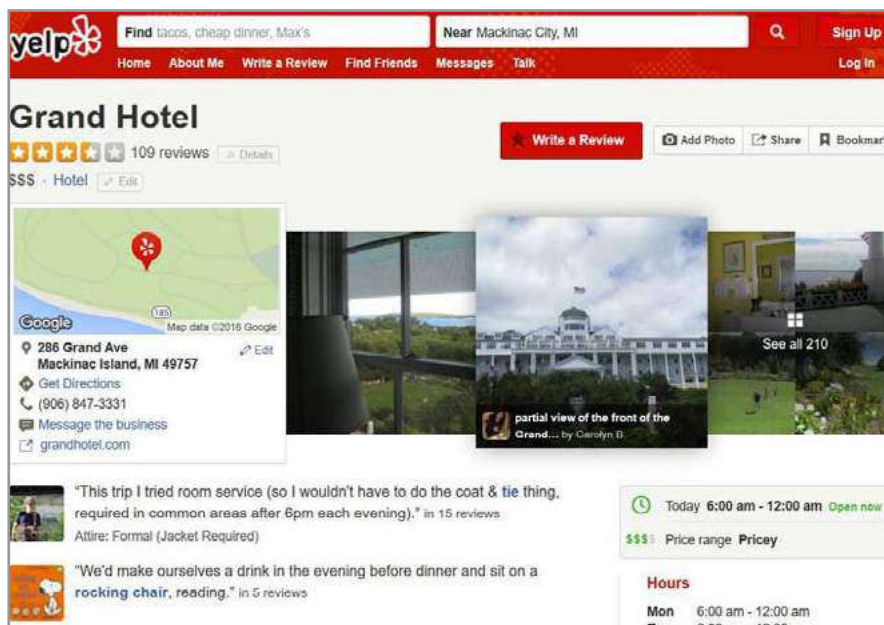 yelp
Find tacos, cheap dinner, Max's
Near Mackinac City, MI
Sign Up
Home About Me Write a Review Find Friends Messages Talk
Log In
Grand Hotel
109 reviews
Details
$$$ · Hotel
Edit
Write a Review
Add Photo
Share
Bookmar
185
Google
Map data ©2016 Google
286 Grand Ave
Mackinac Island, MI 49757
Edit
Get Directions
(906) 847-3331
Message the business
grandhotel.com
partial view of the front of the
Grand... by Carolyn B.
See all 210
"This trip I tried room service (so I wouldn't have to do the coat & tie thing,
required in common areas after 6pm each evening)." in 15 reviews
Attire: Formal (Jacket Required)
"We'd make ourselves a drink in the evening before dinner and sit on a
rocking chair, reading." in 5 reviews
Today 6:00 am - 12:00 am Open now
$$$$ Price range Pricey
Hours
Mon 6:00 am - 12:00 am